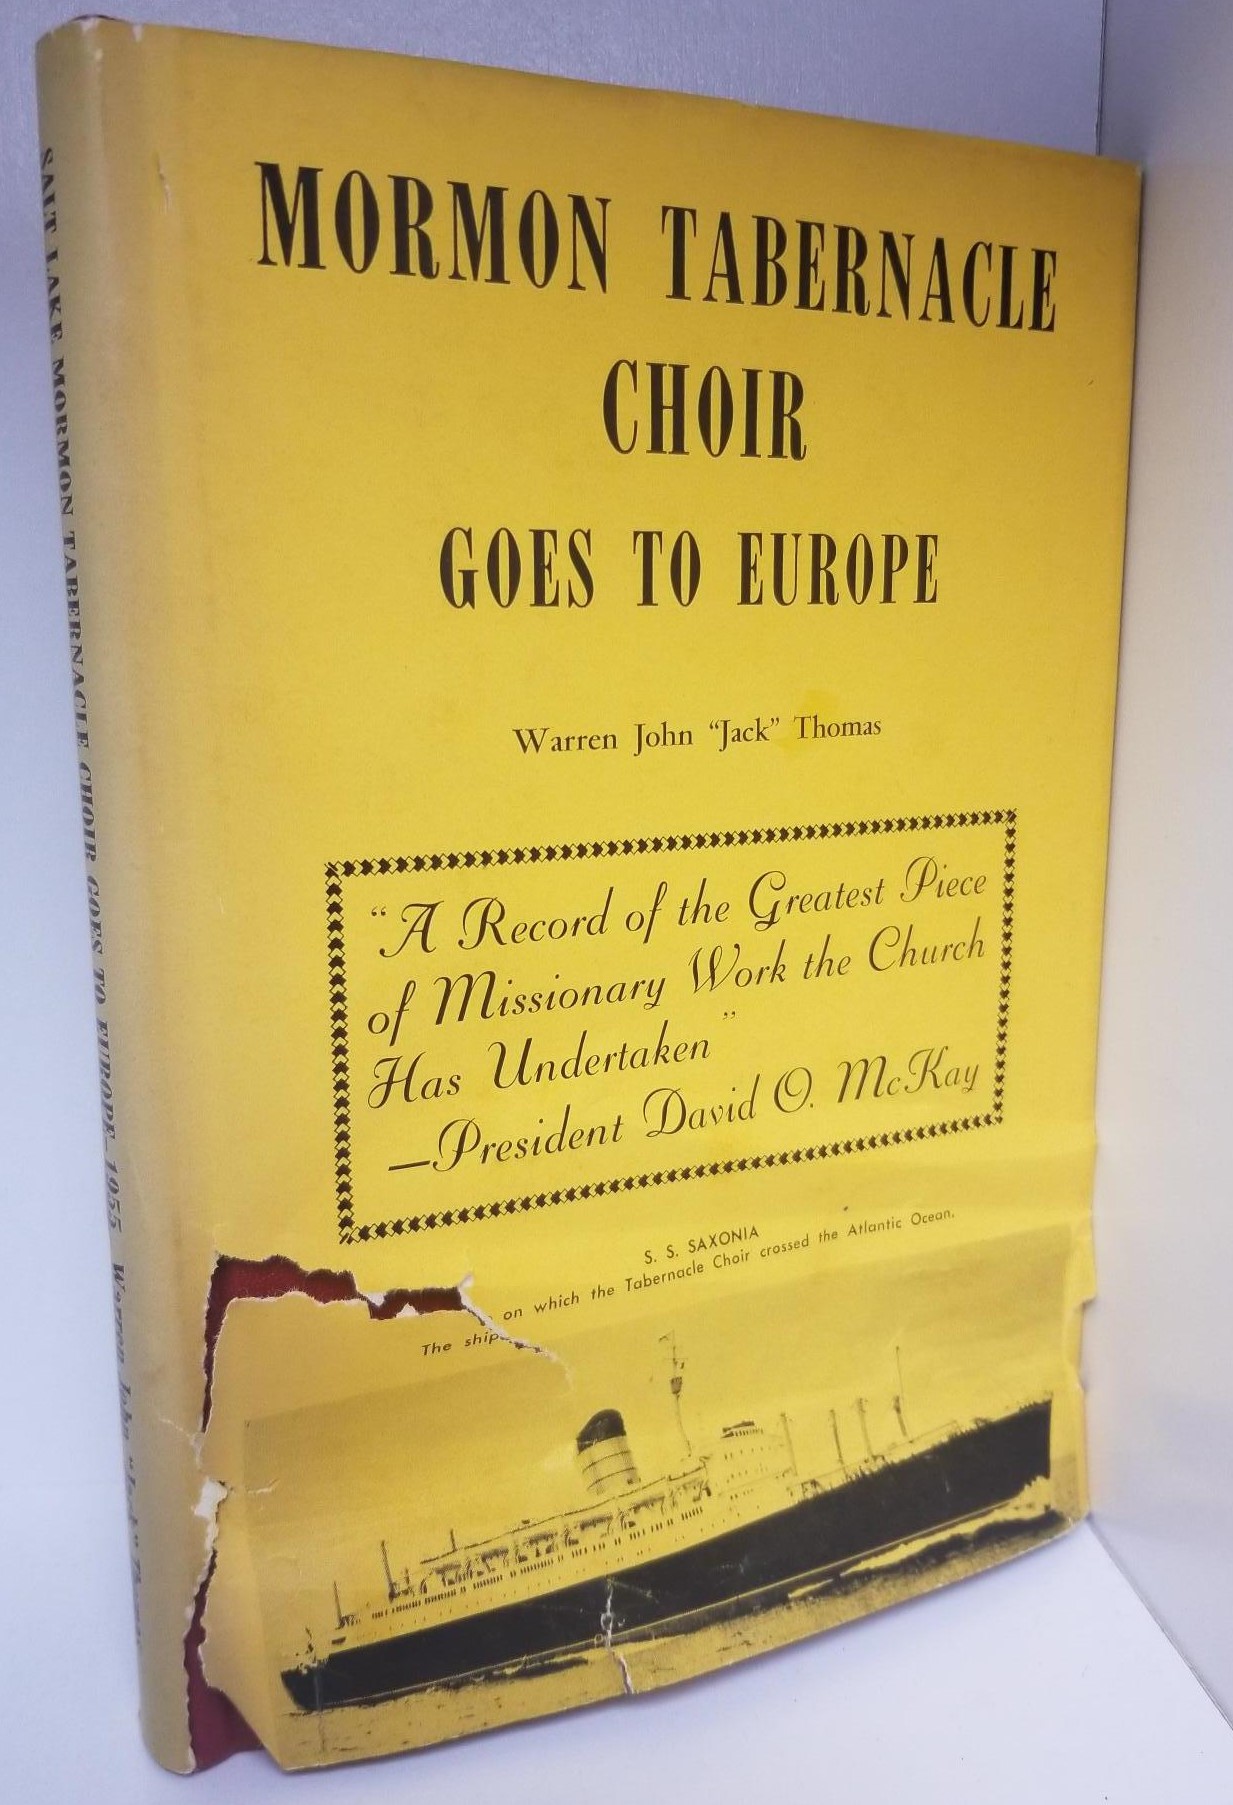 MORMON TABERNACLE
CHOIR
GOES TO EUROPE
Warren John “Jack” Thomas
“A Record of the Greatest Piece
of Missionary Work the Church
Has Undertaken”
—President David O. McKay
S. S. SAXONIA
The ship on which the Tabernacle Choir crossed the Atlantic Ocean.
SALT LAKE MORMON TABERNACLE CHOIR GOES TO EUROPE-1955 Warren John “Jack”